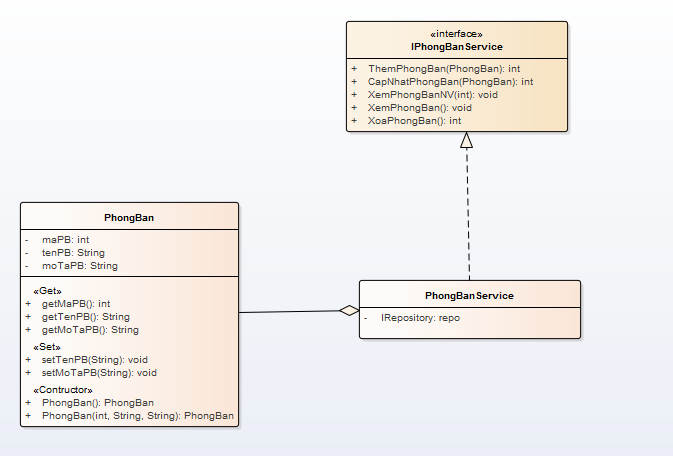 «interface»
IPhongBanService
+ ThemPhongBan(PhongBan): int
+ CapNhatPhongBan(PhongBan): int
+ XemPhongBanNV(int): void
+ XemPhongBan(): void
+ XoaPhongBan(): int
PhongBan
- maPB: int
- tenPB: String
- moTaPB: String
«Get»
+ getMaPB(): int
+ getTenPB(): String
+ getMoTaPB(): String
«Set»
+ setTenPB(String): void
+ setMoTaPB(String): void
«Contructor»
+ PhongBan(): PhongBan
+ PhongBan(int, String, String): PhongBan
PhongBanService
- IRepository: repo